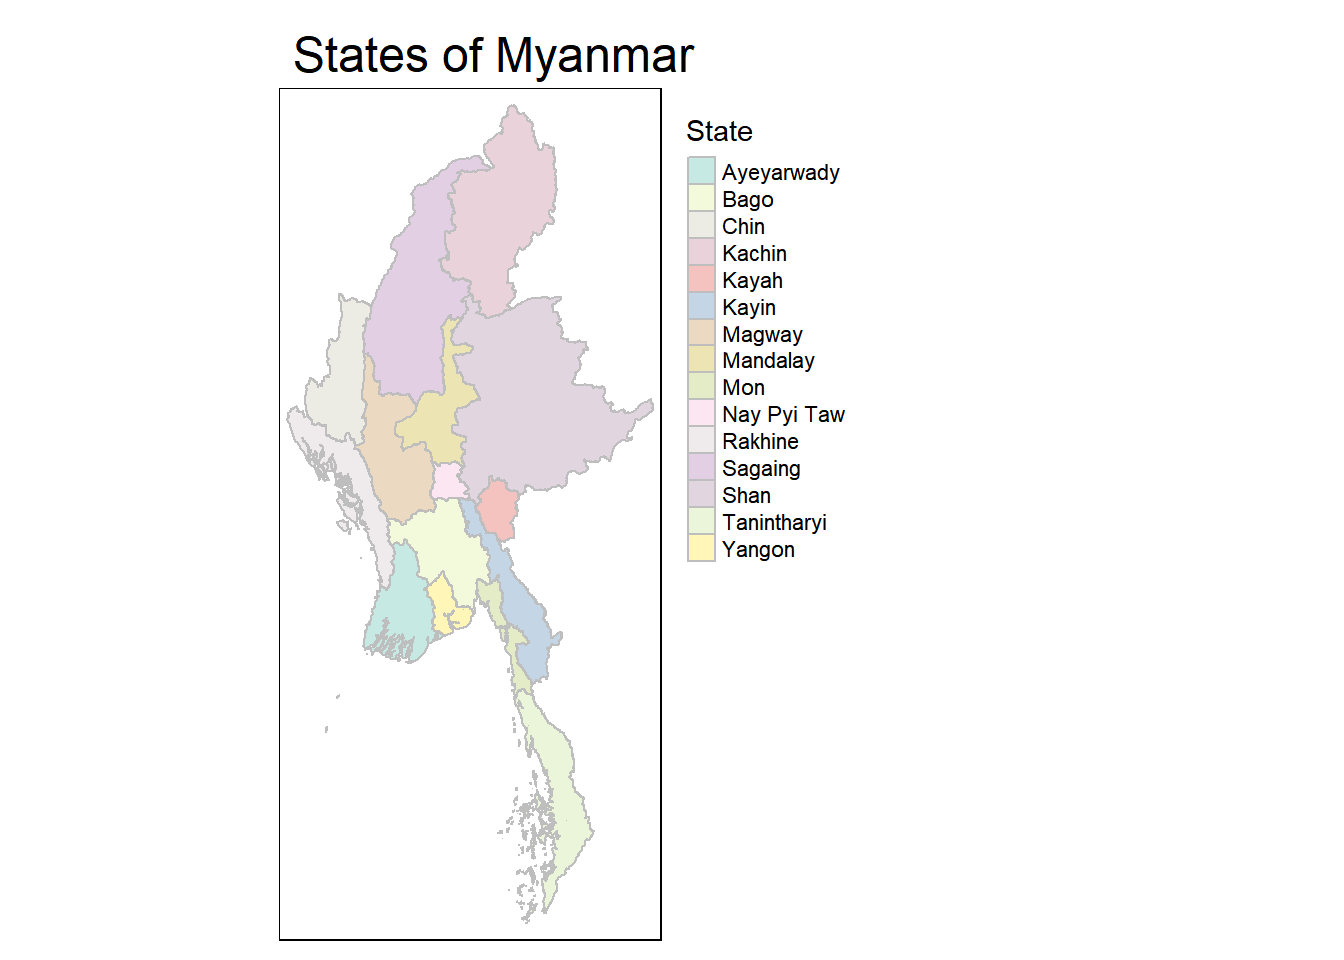 States of Myanmar
State
Ayeyarwady
Bago
Chin
Kachin
Kayah
Kayin
Magway
Mandalay
Mon
Nay Pyi Taw
Rakhine
Sagaing
Shan
Tanintharyi
Yangon